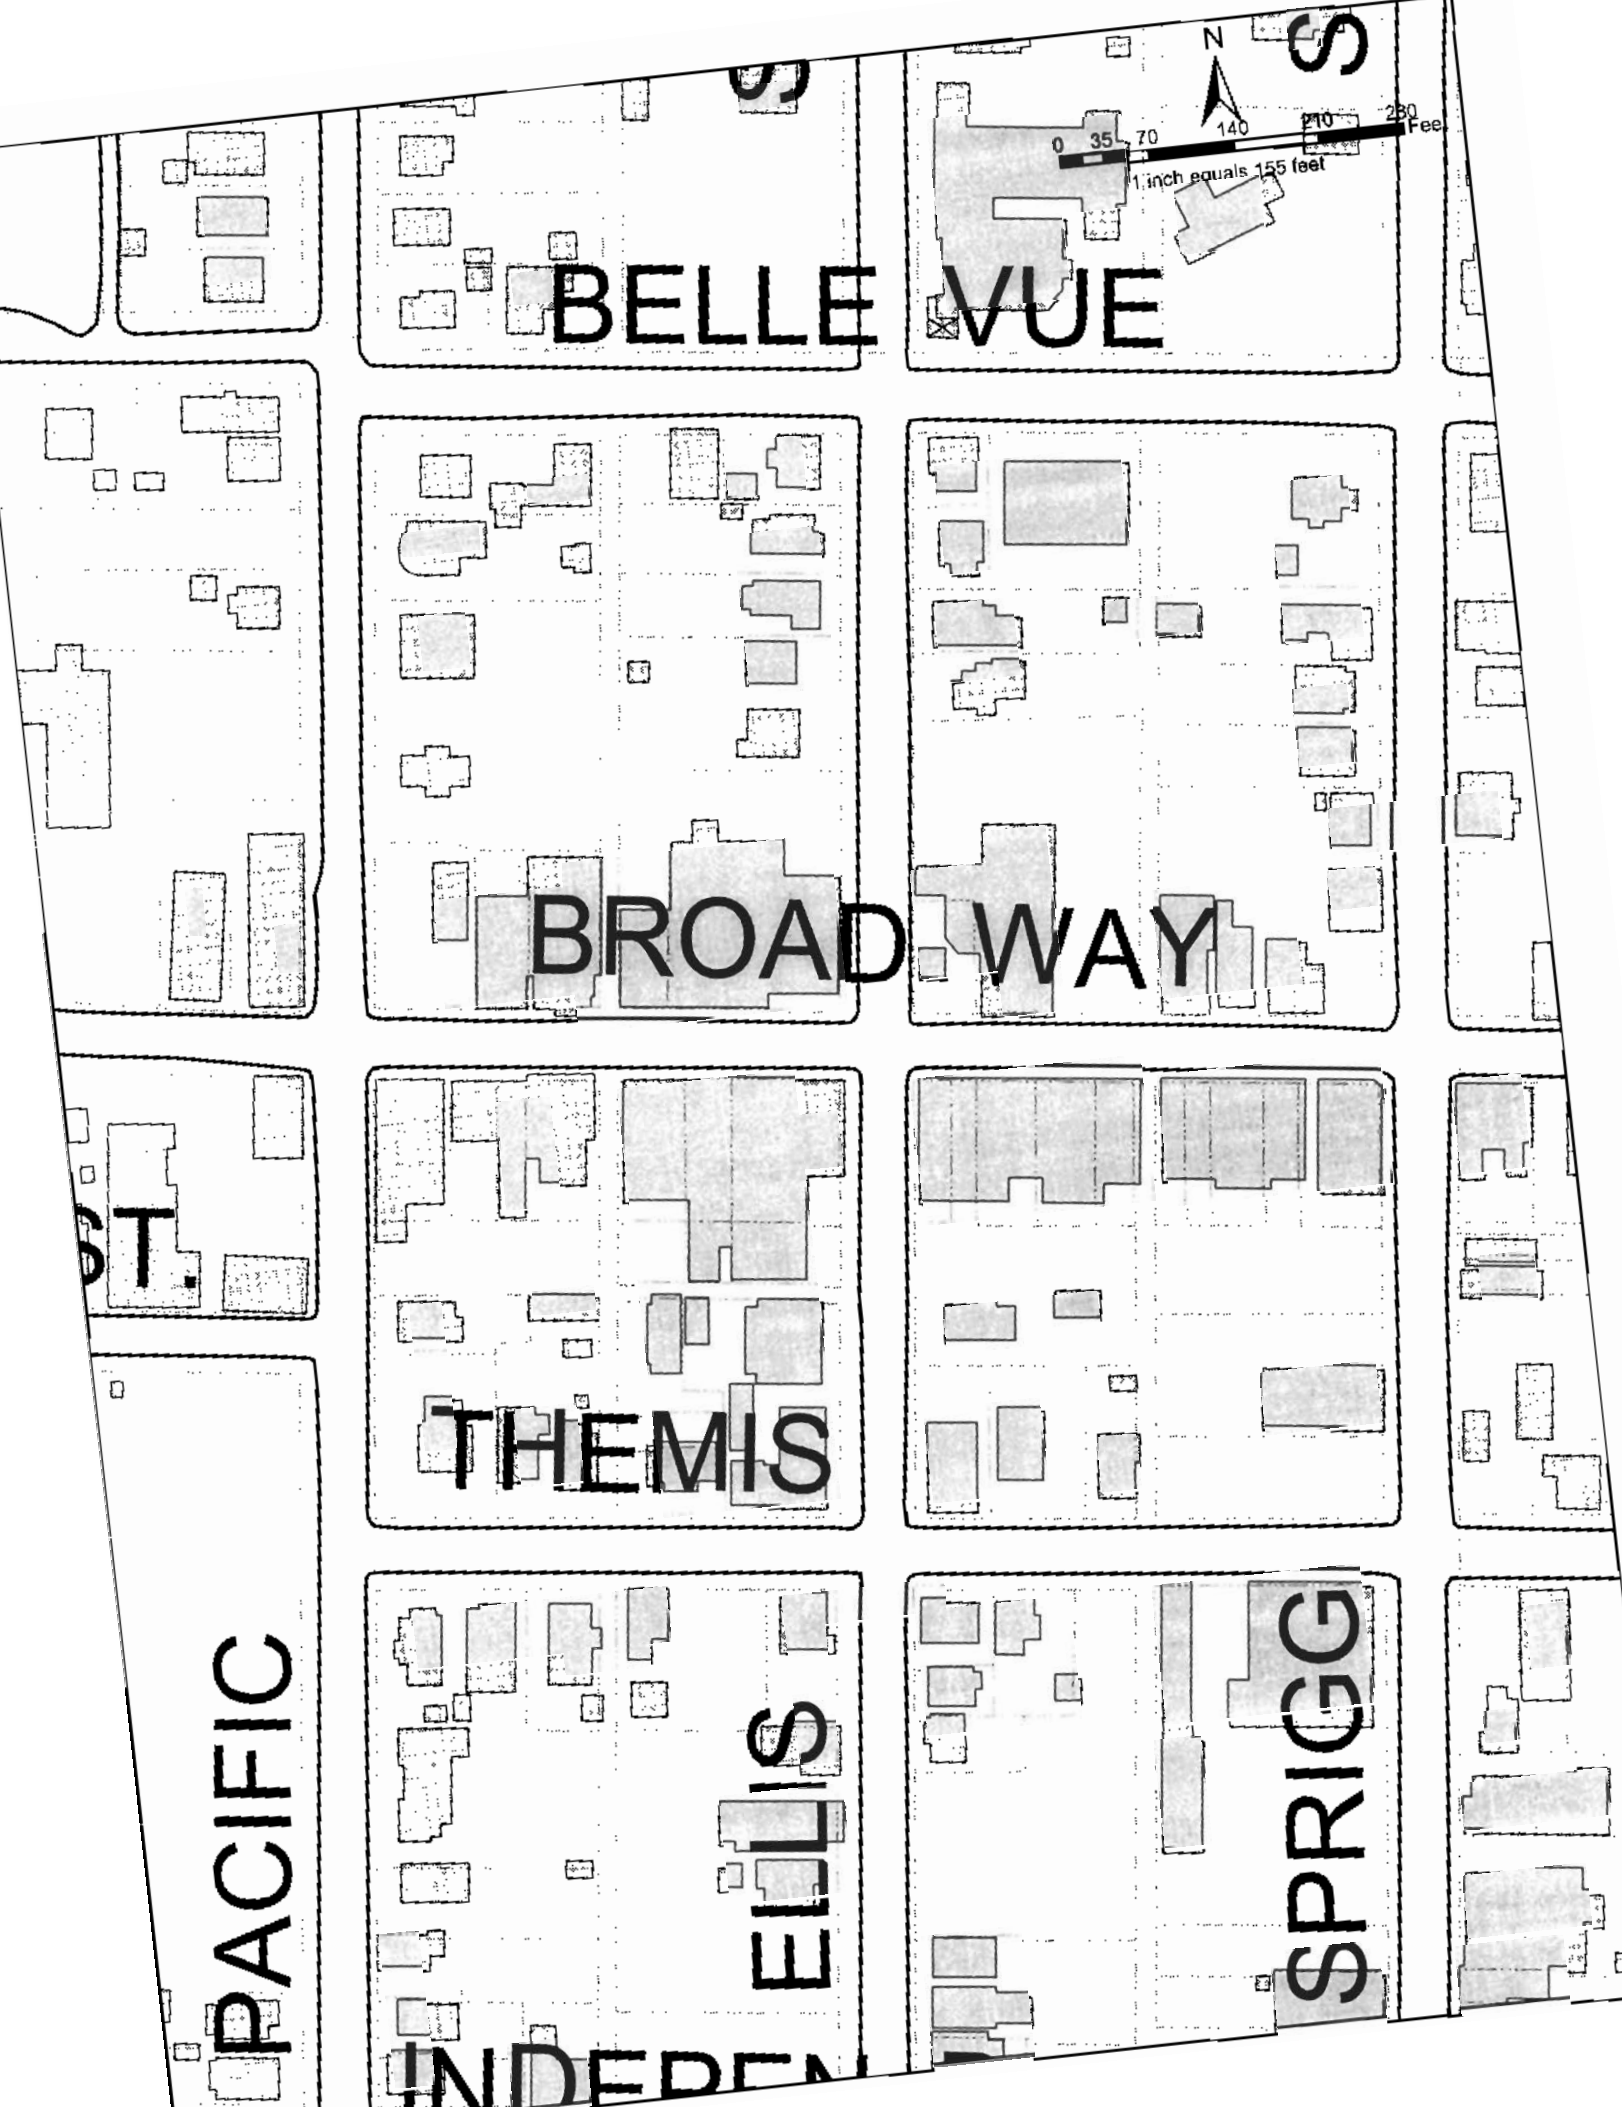 S
S
N
0 35 70 140 210 280
Fee
1 inch equals 155 feet
BELLE VUE
BROAD WAY
ST.
THEMIS
PACIFIC
ELLIS
SPRIGG
INDEPEN